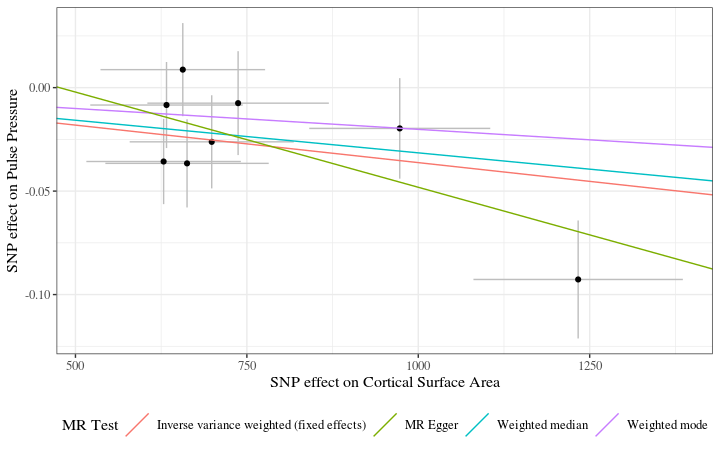 SNP effect on Pulse Pressure
0.00
-0.05
-0.10
500 750 1000 1250
SNP effect on Cortical Surface Area
MR Test Inverse variance weighted (fixed effects) MR Egger Weighted median Weighted mode